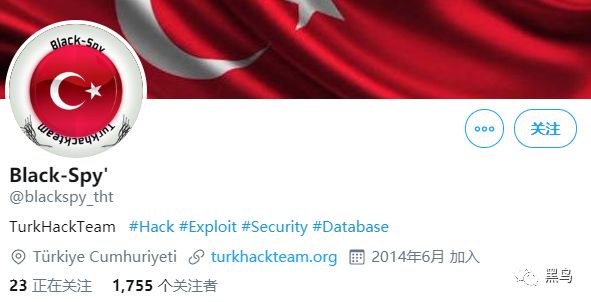 Black-Spy
Turkhackteam
关注
Black-Spy'
@blackspy_tht
TurkHackTeam #Hack #Exploit #Security #Database
Türkiye Cumhuriyeti turkhackteam.org 2014年6月 加入
23 正在关注 1,755 个关注者
黑鸟